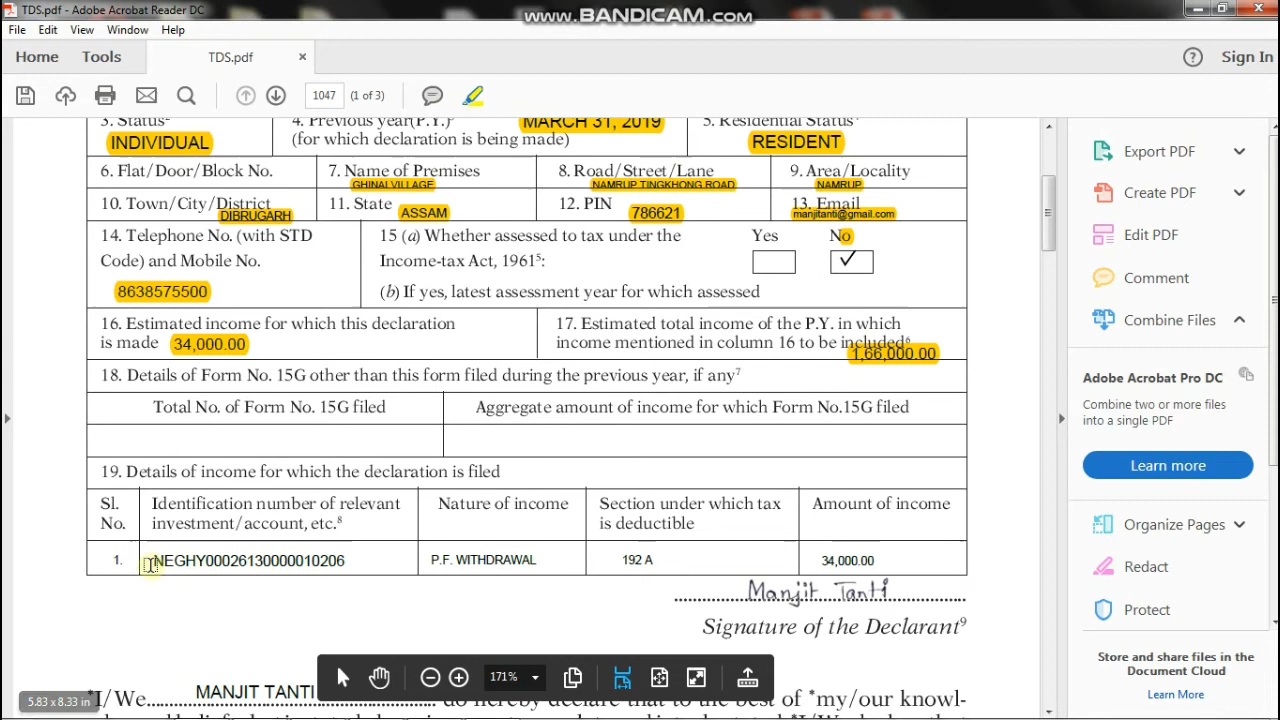 TDS.pdf - Adobe Acrobat Reader DC
www.BANDICAM.com
File Edit View Window Help
Home Tools TDS.pdf × ? Sign In
1047 (1 of 3)
3. Status 4. Previous year(P.Y.) MARCH 31, 2019 5. Residential Status
INDIVIDUAL (for which declaration is being made) RESIDENT
6. Flat/Door/Block No. 7. Name of Premises 8. Road/Street/Lane 9. Area/Locality
GHINAI VILLAGE NAMRUP TINGKHONG ROAD NAMRUP
10. Town/City/District 11. State 12. PIN 13. Email
DIBRUGARH ASSAM 786621 manjitanti@gmail.com
14. Telephone No. (with STD 15 (a) Whether assessed to tax under the Yes No
Code) and Mobile No. Income-tax Act, 1961⁵: ✓
8638575500 (b) If yes, latest assessment year for which assessed
16. Estimated income for which this declaration 17. Estimated total income of the P.Y. in which
is made 34,000.00 income mentioned in column 16 to be included⁶
1,66,000.00
18. Details of Form No. 15G other than this form filed during the previous year, if any⁷
Total No. of Form No. 15G filed Aggregate amount of income for which Form No.15G filed
19. Details of income for which the declaration is filed
Sl. Identification number of relevant Nature of income Section under which tax Amount of income
No. investment/account, etc.⁸ is deductible
1. NEGHY00026130000010206 P.F. WITHDRAWAL 192 A 34,000.00
Manjit Tanti
Signature of the Declarant⁹
171%
5.83 x 8.33 in
*I/We MANJIT TANTI do hereby declare that to the best of *my/our knowl-
Export PDF
Create PDF
Edit PDF
Comment
Combine Files
Adobe Acrobat Pro DC
Combine two or more files
into a single PDF
Learn more
Organize Pages
Redact
Protect
Store and share files in the
Document Cloud
Learn More